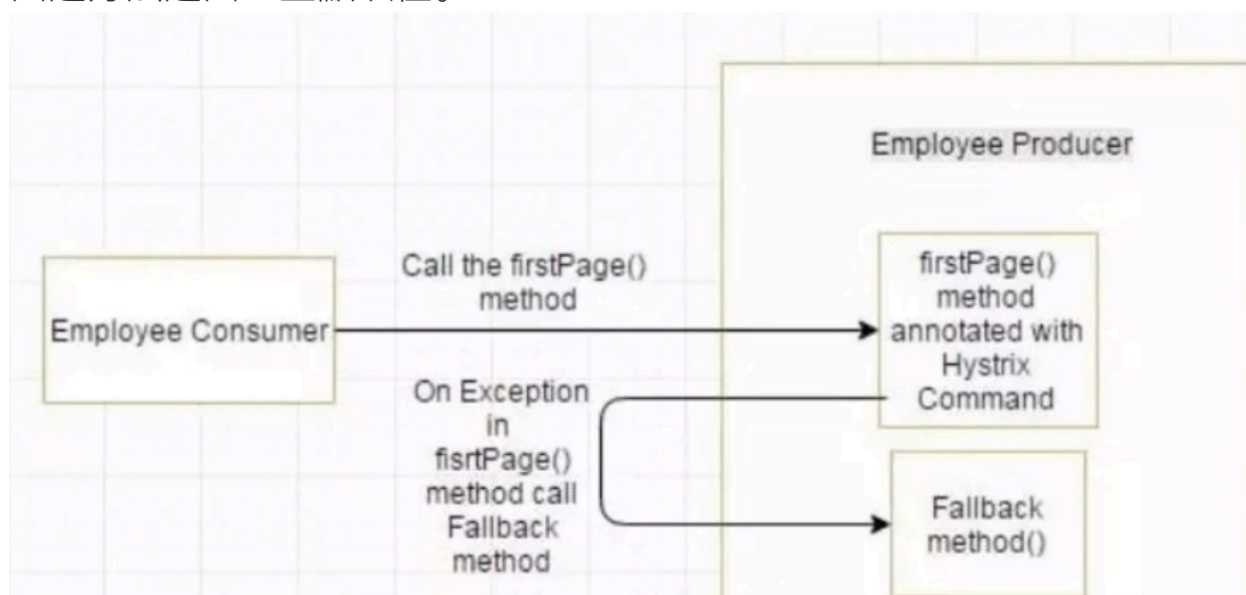 Employee Producer
Call the firstPage()
method
Employee Consumer
firstPage()
method
annotated with
Hystrix
Command
On Exception
in
fisrtPage()
method call
Fallback
method
Fallback
method()